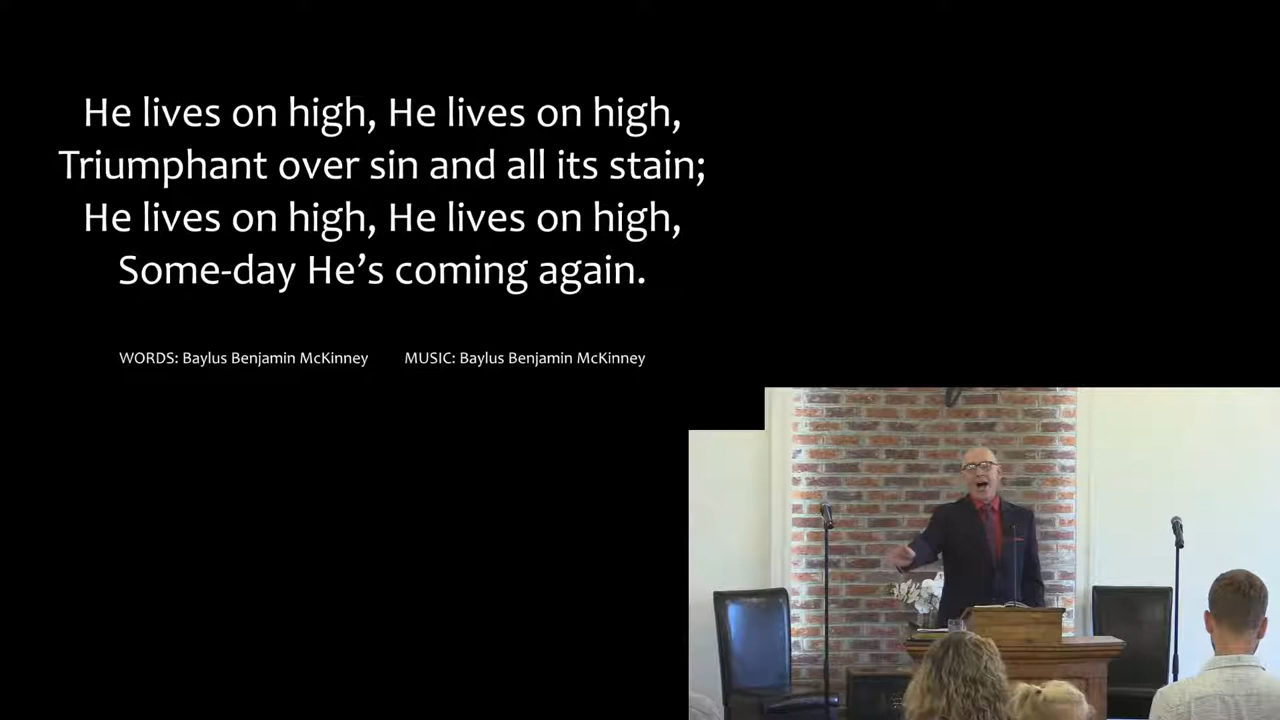 He lives on high, He lives on high,
Triumphant over sin and all its stain;
He lives on high, He lives on high,
Some-day He’s coming again.
WORDS: Baylus Benjamin McKinney MUSIC: Baylus Benjamin McKinney